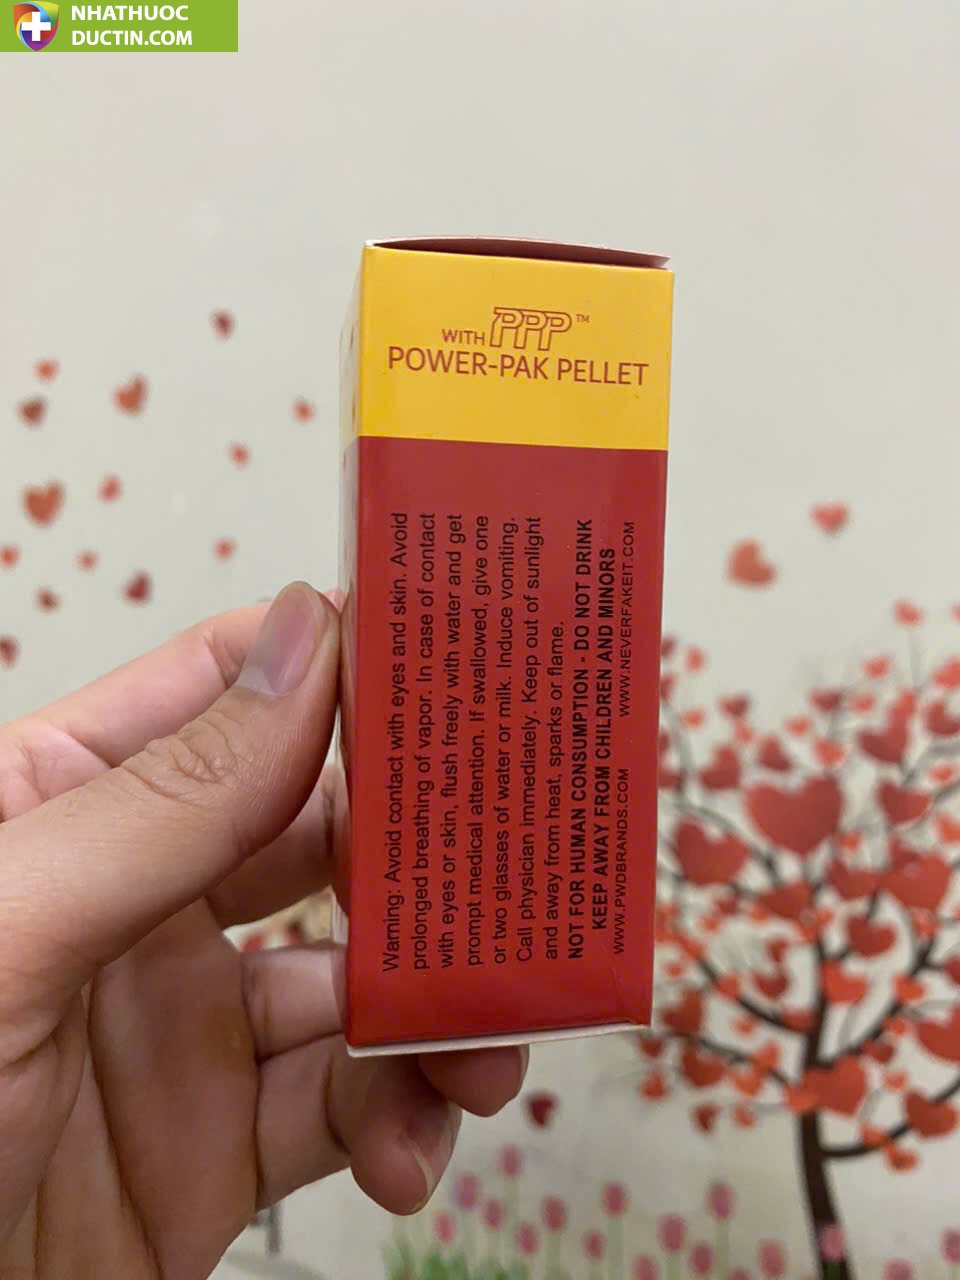 NHATHUOC
DUCTIN.COM
WITH PPP™
POWER-PAK PELLET
Warning: Avoid contact with eyes and skin. Avoid
prolonged breathing of vapor. In case of contact
with eyes or skin, flush freely with water and get
prompt medical attention. If swallowed, give one
or two glasses of water or milk. Induce vomiting.
Call physician immediately. Keep out of sunlight
and away from heat, sparks or flame.
NOT FOR HUMAN CONSUMPTION - DO NOT DRINK
KEEP AWAY FROM CHILDREN AND MINORS
WWW.PWDBRANDS.COM WWW.NEVERFAKEIT.COM